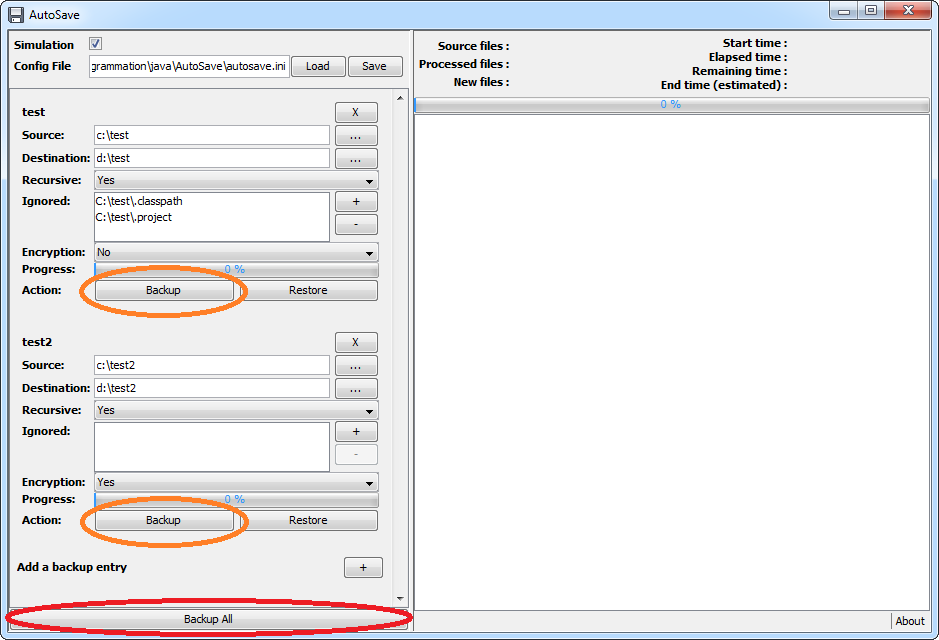 AutoSave
Simulation
Config File grammation\java\AutoSave\autosave.ini Load Save
test X
Source: c:\test ...
Destination: d:\test ...
Recursive: Yes
Ignored: C:\test\.classpath +
C:\test\.project -
Encryption: No
Progress: 0 %
Action: Backup Restore
test2 X
Source: c:\test2 ...
Destination: d:\test2 ...
Recursive: Yes
Ignored: +
-
Encryption: Yes
Progress: 0 %
Action: Backup Restore
Add a backup entry +
Backup All
Source files : Start time :
Elapsed time :
Processed files : Remaining time :
New files : End time (estimated) :
0 %
About